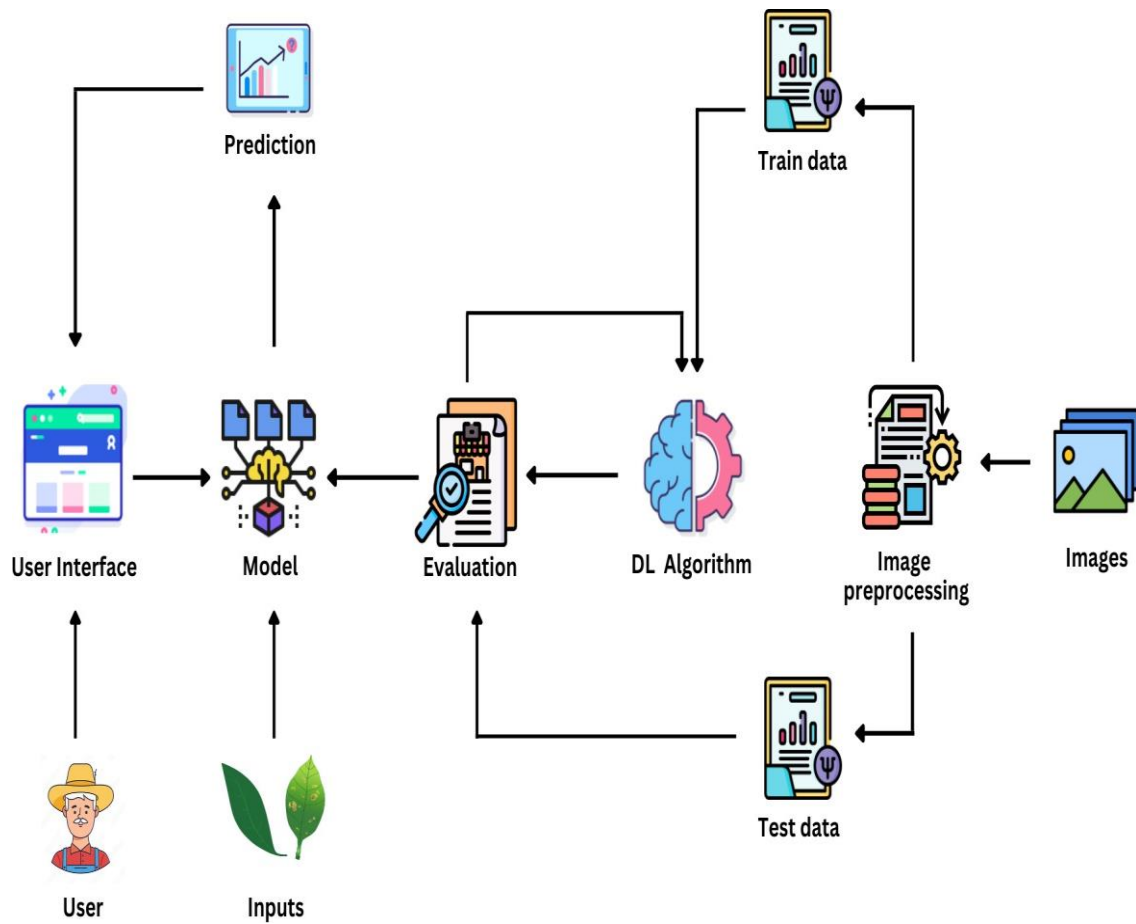 Prediction
Train data
User Interface
Model
Evaluation
DL Algorithm
Image
preprocessing
Images
Test data
User
Inputs